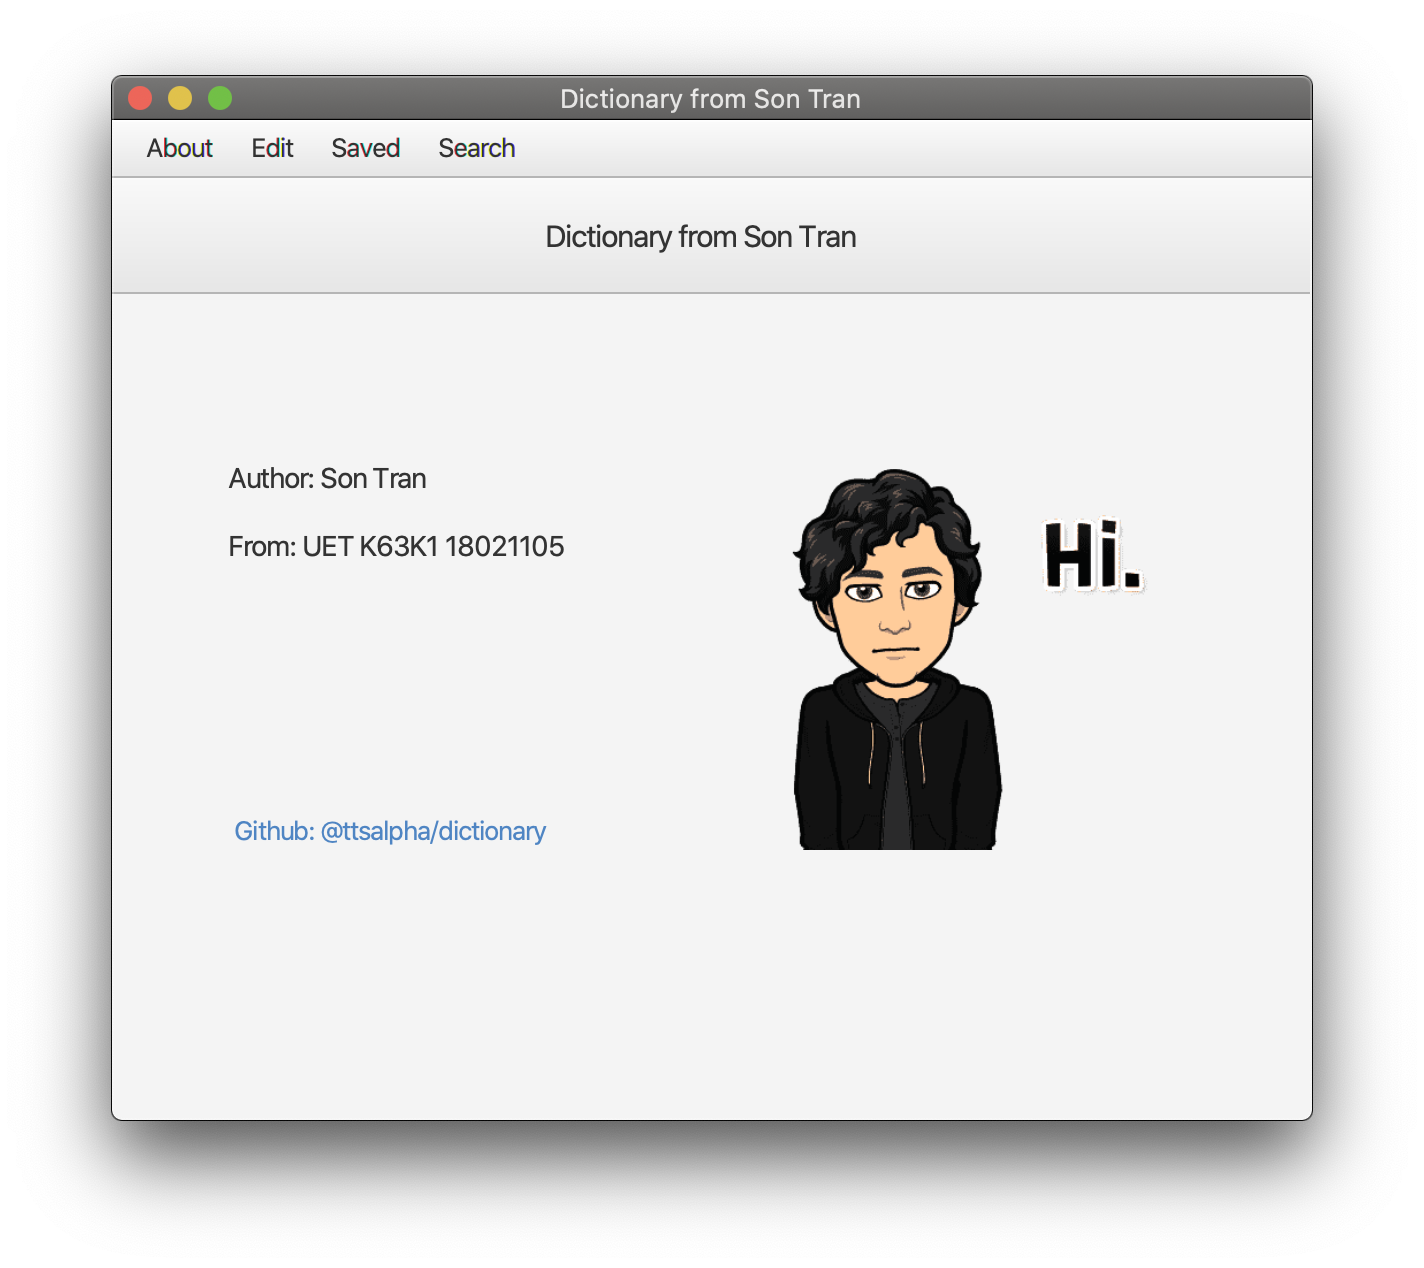 Dictionary from Son Tran
About Edit Saved Search
Dictionary from Son Tran
Author: Son Tran
Hi.
From: UET K63K1 18021105
Github: @ttsalpha/dictionary